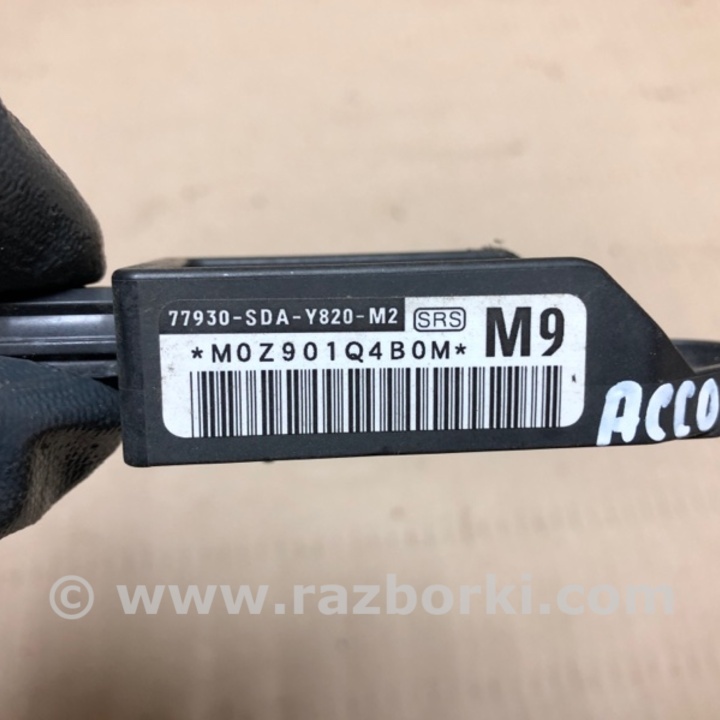 77930-SDA-Y820-M2 SRS M9
*M0Z901Q4B0M*
ACCO
© www.razborki.com